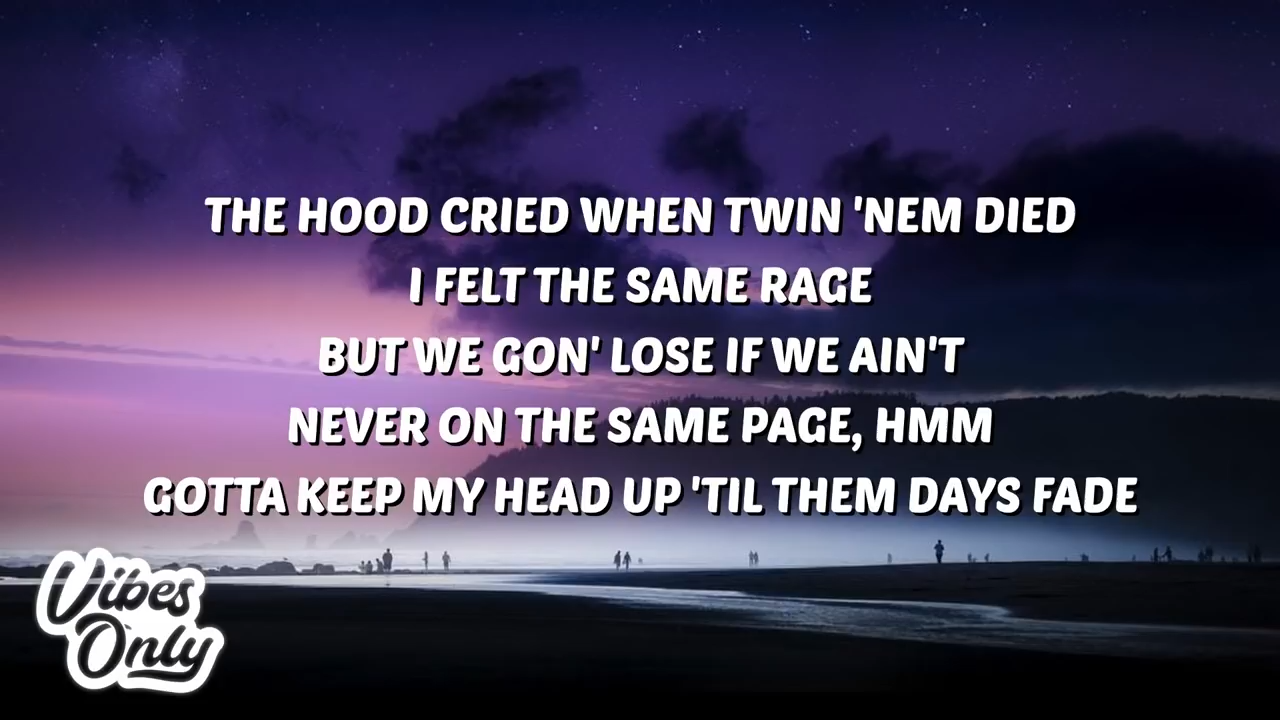 THE HOOD CRIED WHEN TWIN 'NEM DIED
I FELT THE SAME RAGE
BUT WE GON' LOSE IF WE AIN'T
NEVER ON THE SAME PAGE, HMM
GOTTA KEEP MY HEAD UP 'TIL THEM DAYS FADE
Vibes
Only